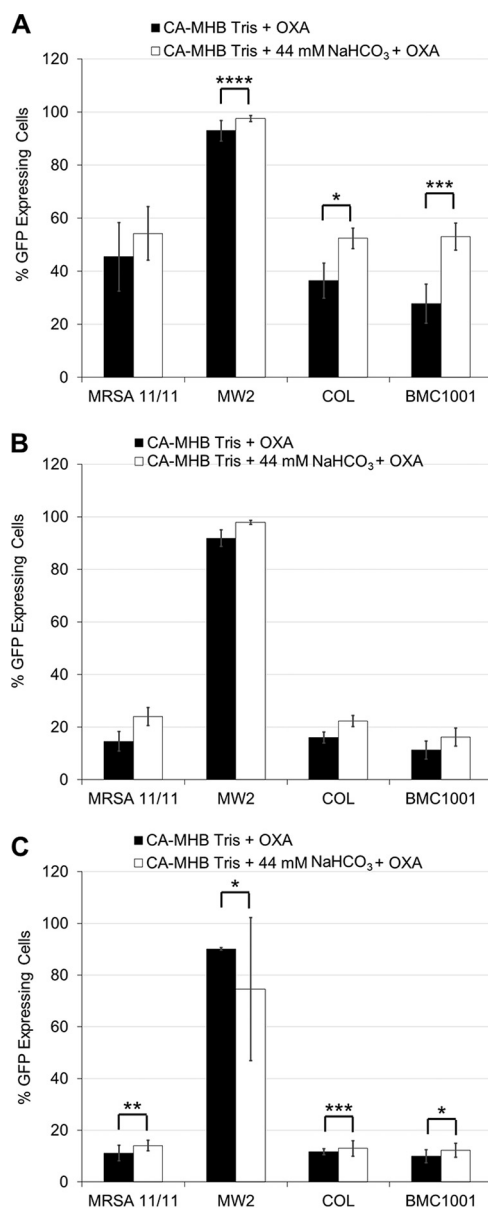 A
CA-MHB Tris + OXA
CA-MHB Tris + 44 mM NaHCO₃ + OXA
% GFP Expressing Cells
120
100
80
60
40
20
0
****
*
***
MRSA 11/11 MW2 COL BMC1001
B
CA-MHB Tris + OXA
CA-MHB Tris + 44 mM NaHCO₃ + OXA
% GFP Expressing Cells
120
100
80
60
40
20
0
MRSA 11/11 MW2 COL BMC1001
C
CA-MHB Tris + OXA
CA-MHB Tris + 44 mM NaHCO₃ + OXA
% GFP Expressing Cells
120
100
80
60
40
20
0
**
*
***
*
MRSA 11/11 MW2 COL BMC1001